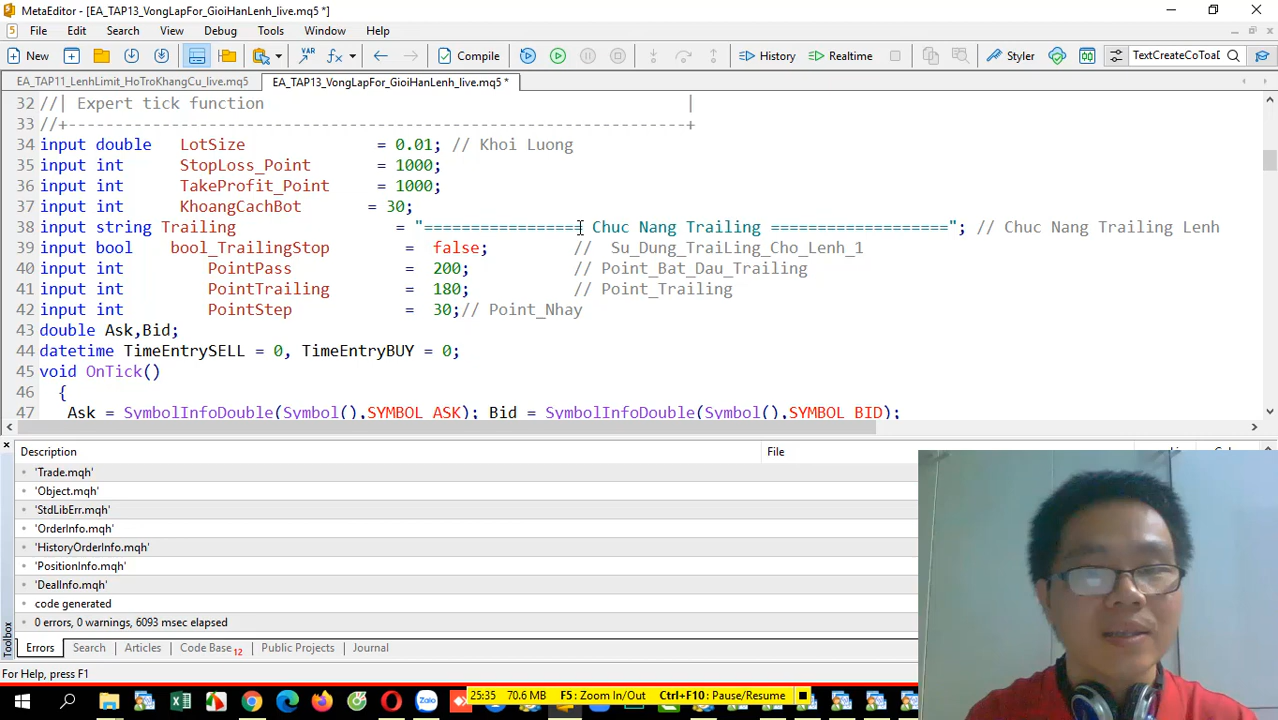 MetaEditor - [EA_TAP13_VongLapFor_GioiHanLenh_live.mq5 *]
File Edit Search View Debug Tools Window Help
New Compile History Realtime Styler TextCreateCoToaD
EA_TAP11_LenhLimit_HoTroKhangCu_live.mq5 EA_TAP13_VongLapFor_GioiHanLenh_live.mq5 *
32 //| Expert tick function |
33 //+------------------------------------------------------------------+
34 input double LotSize = 0.01; // Khoi Luong
35 input int StopLoss_Point = 1000;
36 input int TakeProfit_Point = 1000;
37 input int KhoangCachBot = 30;
38 input string Trailing = "================= Chuc Nang Trailing ==================="; // Chuc Nang Trailing Lenh
39 input bool bool_TrailingStop = false; // Su_Dung_TraiLing_Cho_Lenh_1
40 input int PointPass = 200; // Point_Bat_Dau_Trailing
41 input int PointTrailing = 180; // Point_Trailing
42 input int PointStep = 30;// Point_Nhay
43 double Ask,Bid;
44 datetime TimeEntrySELL = 0, TimeEntryBUY = 0;
45 void OnTick()
46 {
47 Ask = SymbolInfoDouble(Symbol(),SYMBOL_ASK); Bid = SymbolInfoDouble(Symbol(),SYMBOL_BID);
Description File
'Trade.mqh'
'Object.mqh'
'StdLibErr.mqh'
'OrderInfo.mqh'
'HistoryOrderInfo.mqh'
'PositionInfo.mqh'
'DealInfo.mqh'
code generated
0 errors, 0 warnings, 6093 msec elapsed
Toolbox
Errors Search Articles Code Base 12 Public Projects Journal
For Help, press F1
25:35 70.6 MB F5: Zoom In/Out Ctrl+F10: Pause/Resume
Zalo